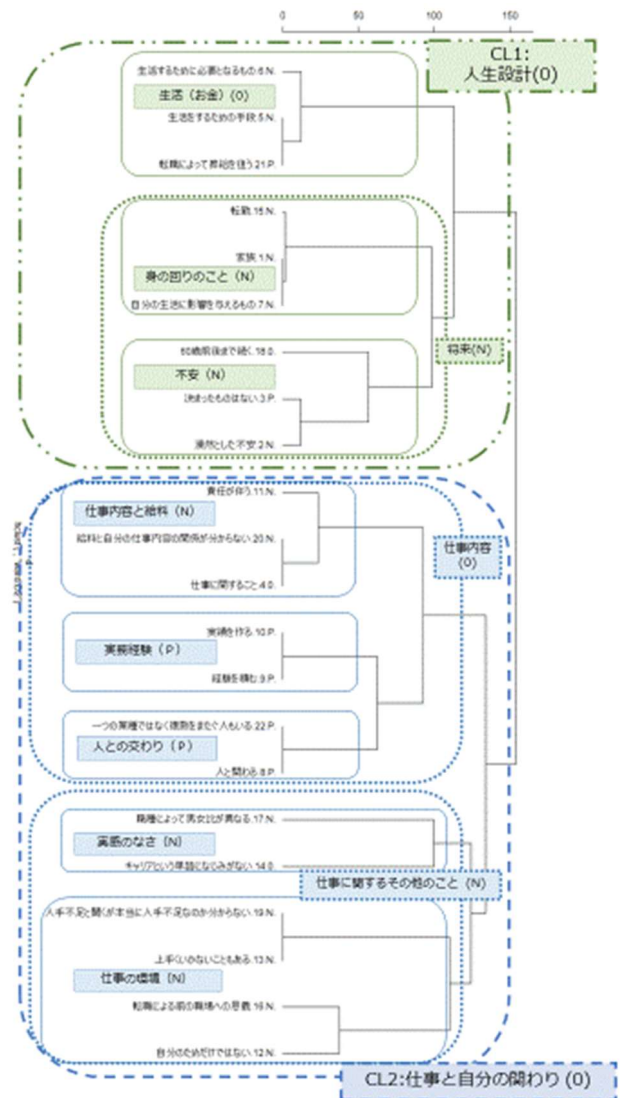 0 50 100 150
CL1:
人生設計(0)
生活するために必要となるもの.6.N.
生活（お金）(0)
生活をするための手段.5.N.
転職によって昇給を狙う.21.P.
転勤.15.N.
家族.1.N.
身の回りのこと（N）
自分の生活に影響を与えるもの.7.N.
60歳前後まで続く.18.0.
将来(N)
不安（N）
決まったものはない.3.P.
漠然とした不安.2.N.
責任が伴う.11.N.
仕事内容と給料（N）
給料と自分の仕事内容の関係が分からない.20.N.
仕事内容
(0)
仕事に関すること.4.0.
実績を作る.10.P.
実務経験（P）
経験を積む.9.P.
一つの業種ではなく複数をまたぐ人もいる.22.P.
人との交わり（P）
人と関わる.8.P.
職種によって男女比が異なる.17.N.
実感のなさ（N）
キャリアという単語になじみがない.14.0.
仕事に関するその他のこと（N）
人手不足と聞くが本当に人手不足なのか分からない.19.N.
上手くいかないこともある.13.N.
仕事の環境（N）
転職による前の職場への恩義.16.N.
自分のためだけではない.12.N.
CL2:仕事と自分の関わり(0)